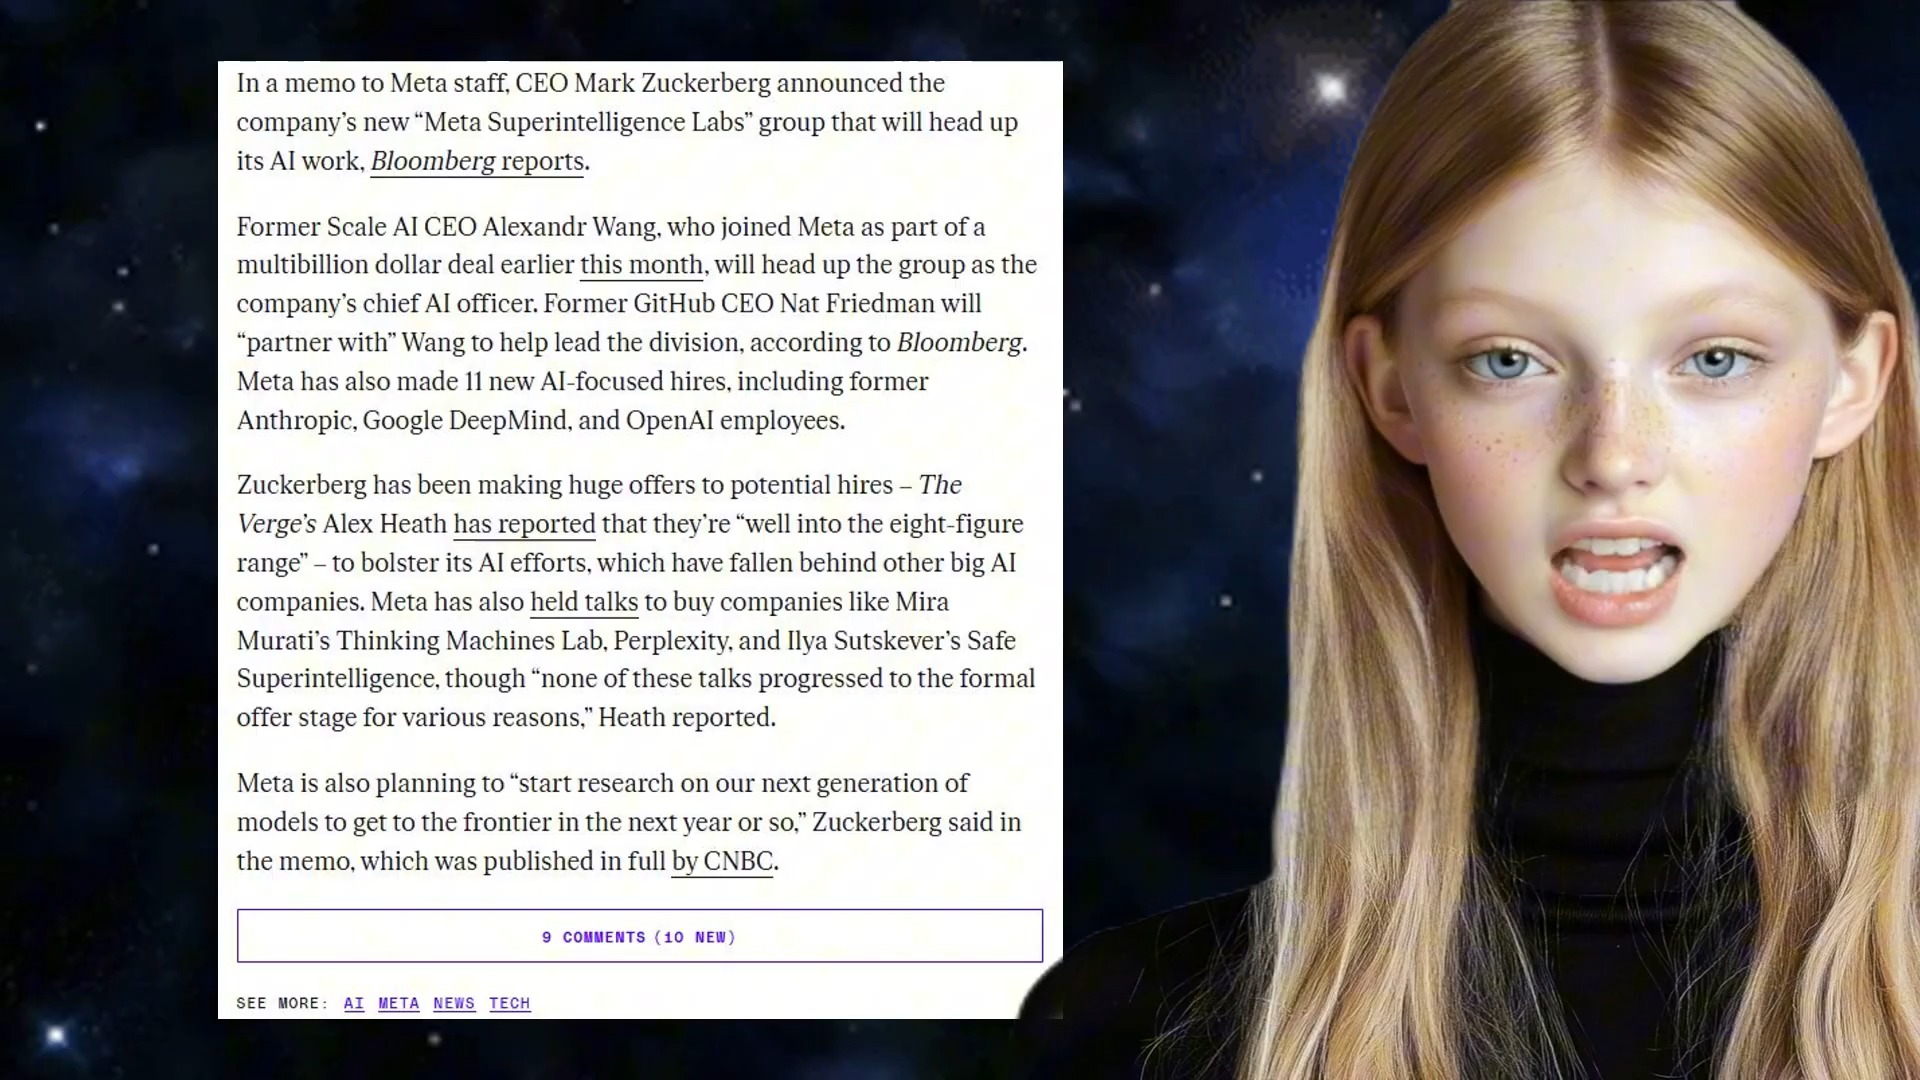 In a memo to Meta staff, CEO Mark Zuckerberg announced the
company’s new “Meta Superintelligence Labs” group that will head up
its AI work, Bloomberg reports.
Former Scale AI CEO Alexandr Wang, who joined Meta as part of a
multibillion dollar deal earlier this month, will head up the group as the
company’s chief AI officer. Former GitHub CEO Nat Friedman will
“partner with” Wang to help lead the division, according to Bloomberg.
Meta has also made 11 new AI-focused hires, including former
Anthropic, Google DeepMind, and OpenAI employees.
Zuckerberg has been making huge offers to potential hires – The
Verge’s Alex Heath has reported that they’re “well into the eight-figure
range” – to bolster its AI efforts, which have fallen behind other big AI
companies. Meta has also held talks to buy companies like Mira
Murati’s Thinking Machines Lab, Perplexity, and Ilya Sutskever’s Safe
Superintelligence, though “none of these talks progressed to the formal
offer stage for various reasons,” Heath reported.
Meta is also planning to “start research on our next generation of
models to get to the frontier in the next year or so,” Zuckerberg said in
the memo, which was published in full by CNBC.
9 COMMENTS (10 NEW)
SEE MORE: AI META NEWS TECH